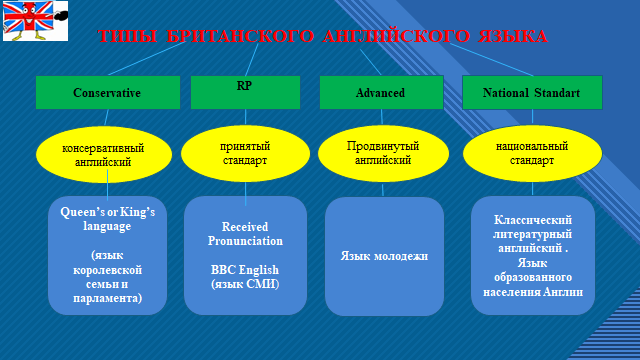 ТИПЫ БРИТАНСКОГО АНГЛИЙСКОГО ЯЗЫКА
Conservative
RP
Advanced
National Standart
консервативный
английский
принятый
стандарт
Продвинутый
английский
национальный
стандарт
Queen's or King's
language
(язык
королевской
семьи и
парламента)
Received
Pronunciation
BBC English
(язык СМИ)
Язык молодежи
Классический
литературный
английский .
Язык
образованного
населения Англии